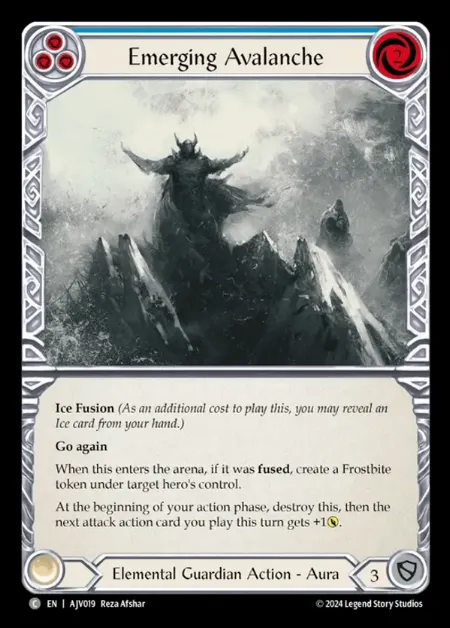 Emerging Avalanche
2
Ice Fusion (As an additional cost to play this, you may reveal an
Ice card from your hand.)
Go again
When this enters the arena, if it was fused, create a Frostbite
token under target hero's control.
At the beginning of your action phase, destroy this, then the
next attack action card you play this turn gets +1.
Elemental Guardian Action - Aura
3
C EN | AJV019 Reza Afshar
© 2024 Legend Story Studios